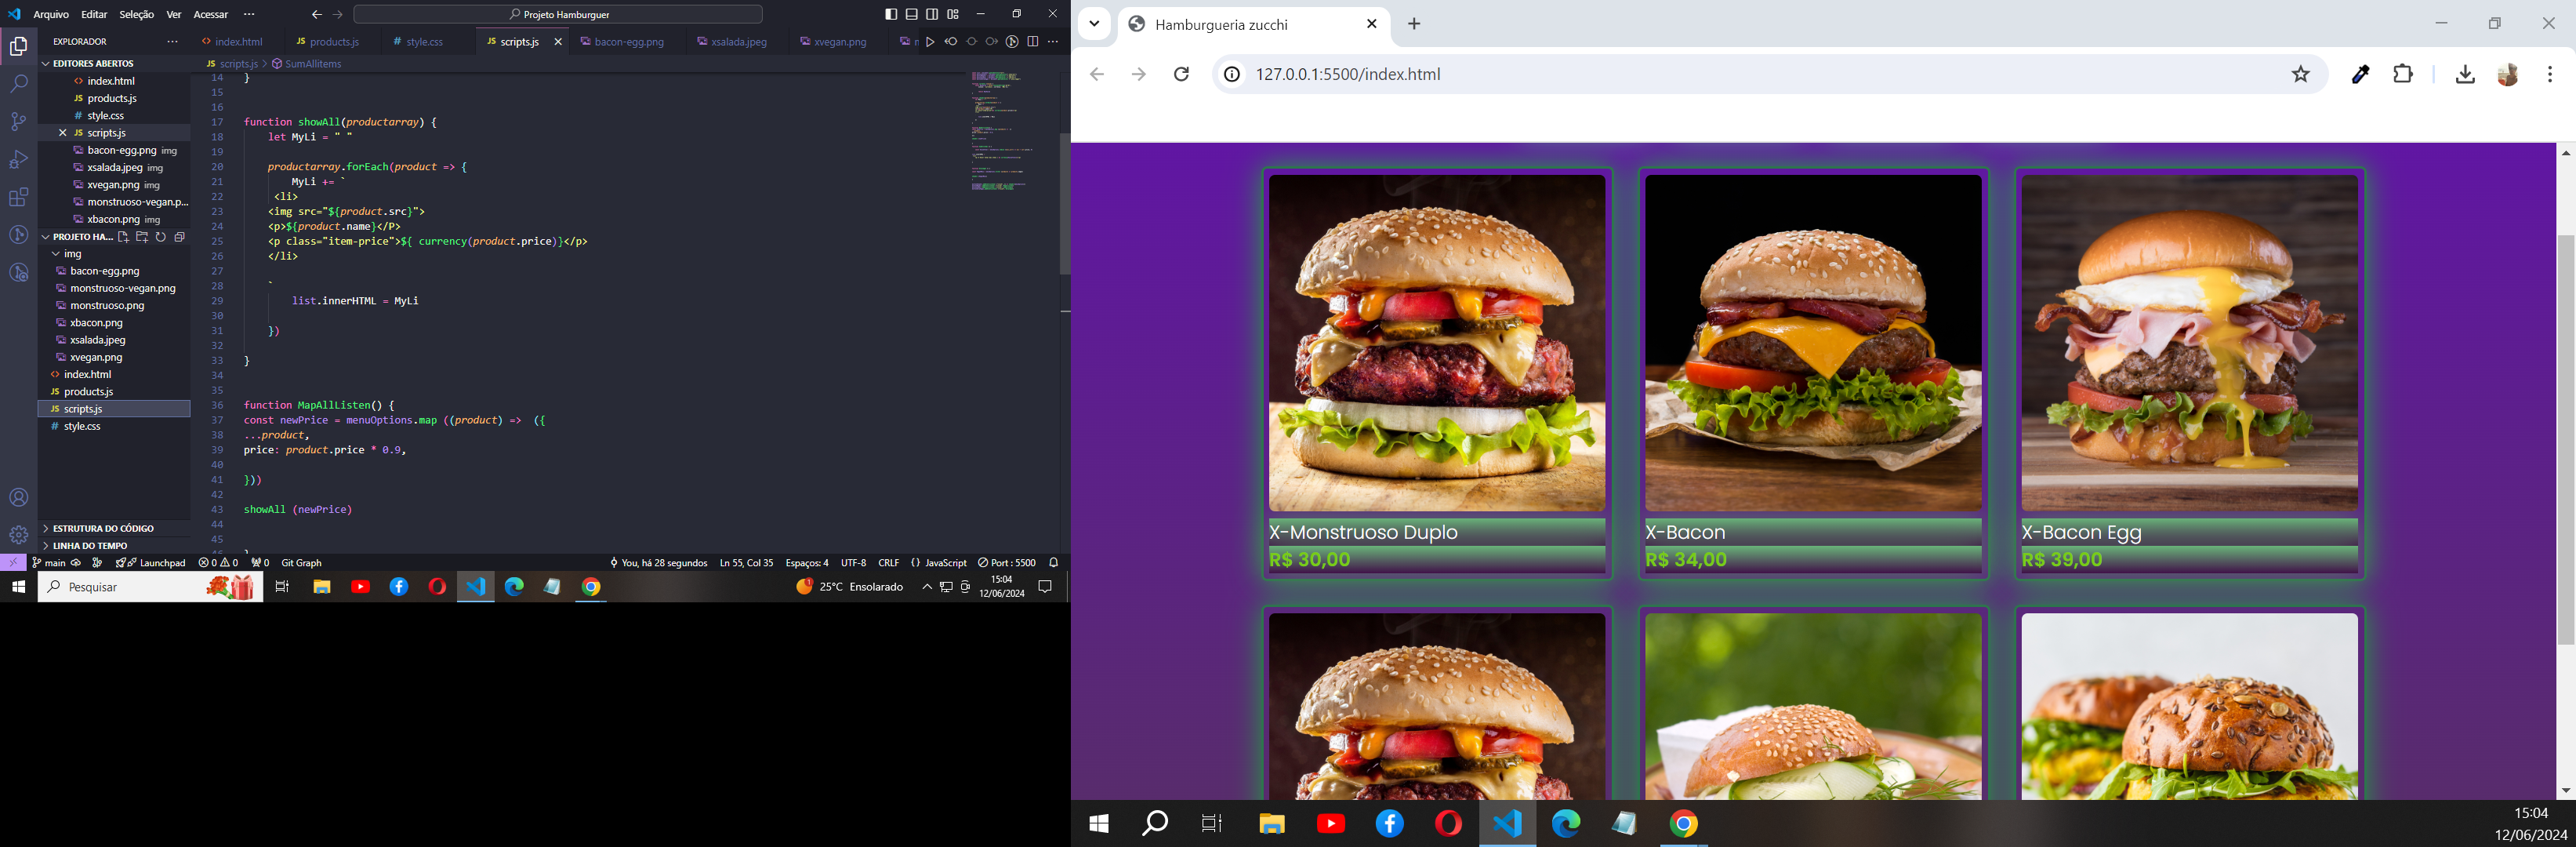 Arquivo Editar Seleção Ver Acessar ··· Projeto Hamburguer
EXPLORADOR ···
EDITORES ABERTOS
index.html
products.js
style.css
scripts.js
bacon-egg.png img
xsalada.jpeg img
xvegan.png img
monstruoso-vegan.p...
xbacon.png img
PROJETO HA...
img
bacon-egg.png
monstruoso-vegan.png
monstruoso.png
xbacon.png
xsalada.jpeg
xvegan.png
index.html
products.js
scripts.js
style.css
ESTRUTURA DO CÓDIGO
LINHA DO TEMPO
index.html JS products.js # style.css JS scripts.js bacon-egg.png xsalada.jpeg xvegan.png
JS scripts.js > SumAllitems
14 }
15
16
17 function showAll(productarray) {
18 let MyLi = " "
19
20 productarray.forEach(product => {
21 MyLi += `
22 <li>
23 <img src="${product.src}">
24 <p>${product.name}</P>
25 <p class="item-price">${ currency(product.price)}</p>
26 </li>
27
28 `
29 list.innerHTML = MyLi
30
31 })
32
33 }
34
35
36 function MapAllListen() {
37 const newPrice = menuOptions.map ((product) => ({
38 ...product,
39 price: product.price * 0.9,
40
41 }))
42
43 showAll (newPrice)
44
45
main Launchpad 0 0 0 Git Graph You, há 28 segundos Ln 55, Col 35 Espaços: 4 UTF-8 CRLF {} JavaScript Port : 5500
Pesquisar 25°C Ensolarado 15:04
12/06/2024
Hamburgueria zucchi
127.0.0.1:5500/index.html
X-Monstruoso Duplo
R$ 30,00
X-Bacon
R$ 34,00
X-Bacon Egg
R$ 39,00
15:04
12/06/2024